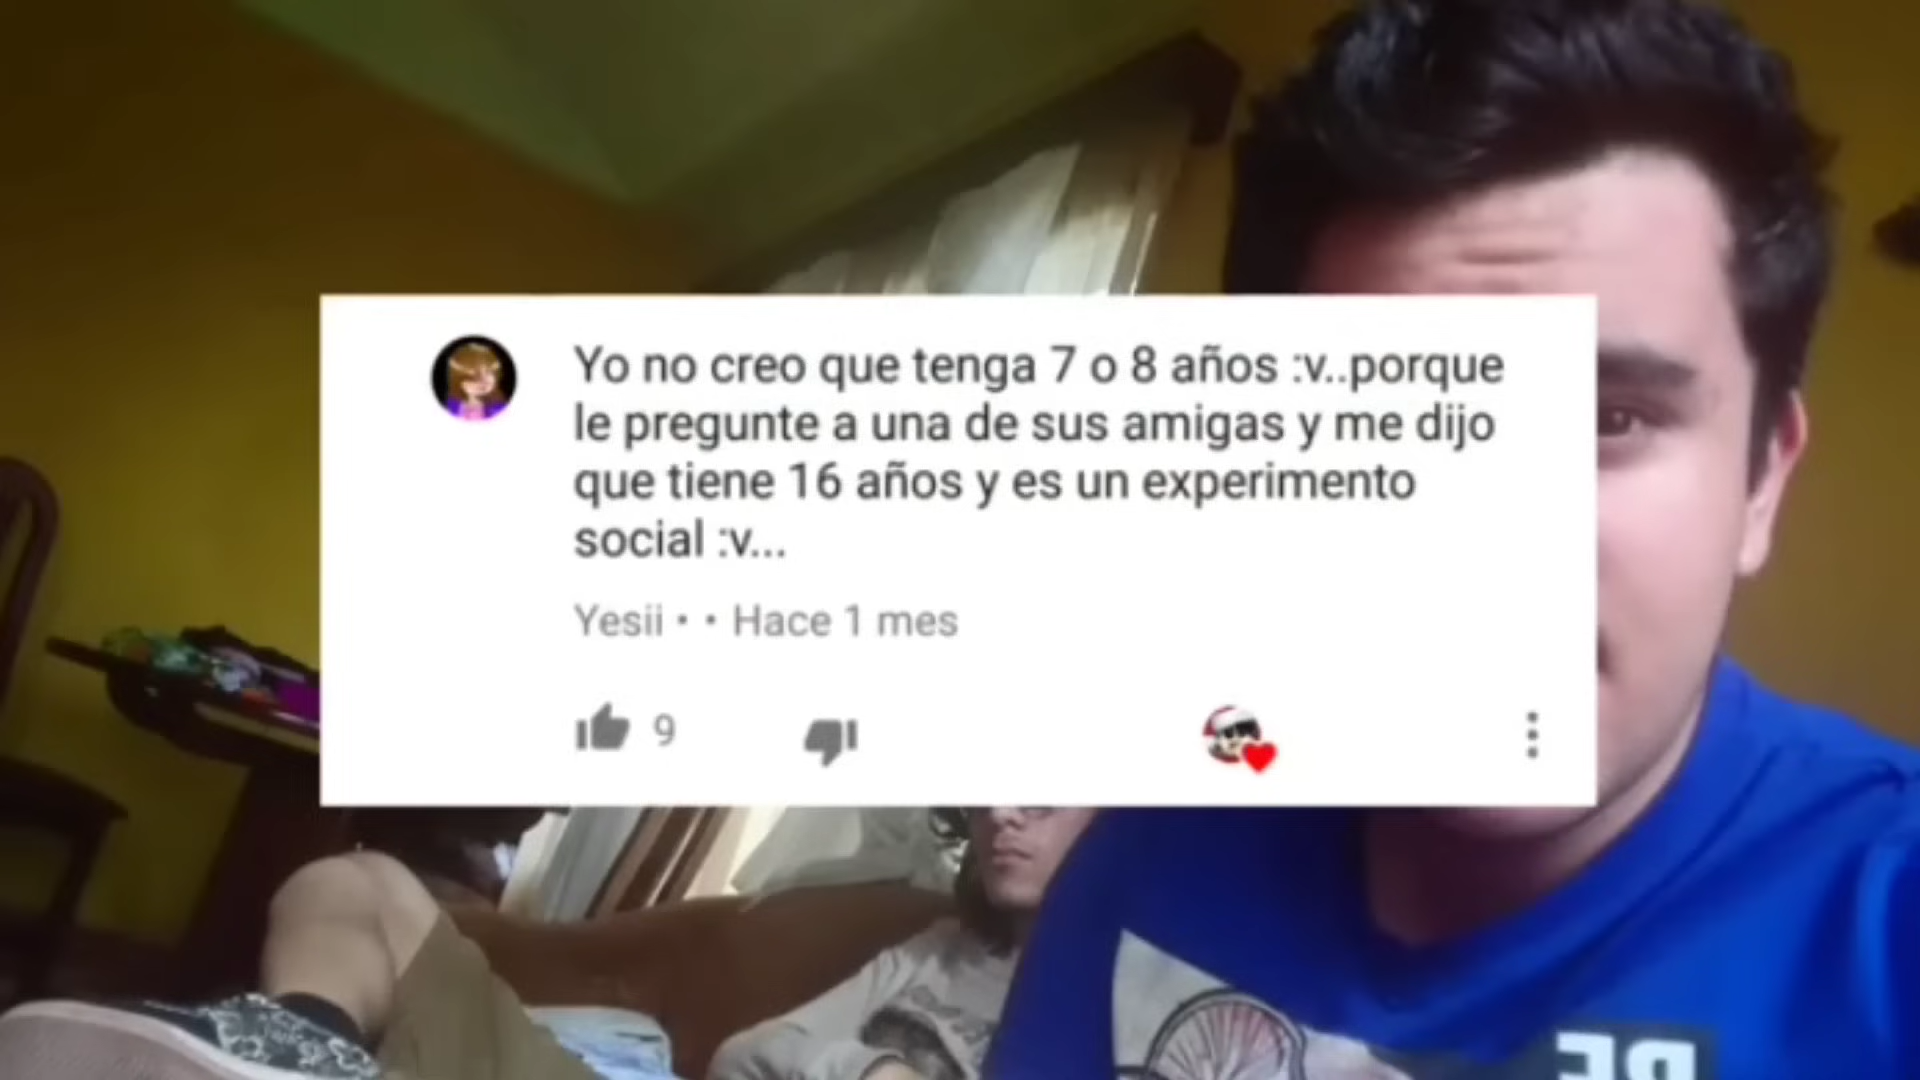 Yo no creo que tenga 7 o 8 años :v..porque
le pregunte a una de sus amigas y me dijo
que tiene 16 años y es un experimento
social :v...
Yesii • • Hace 1 mes
9